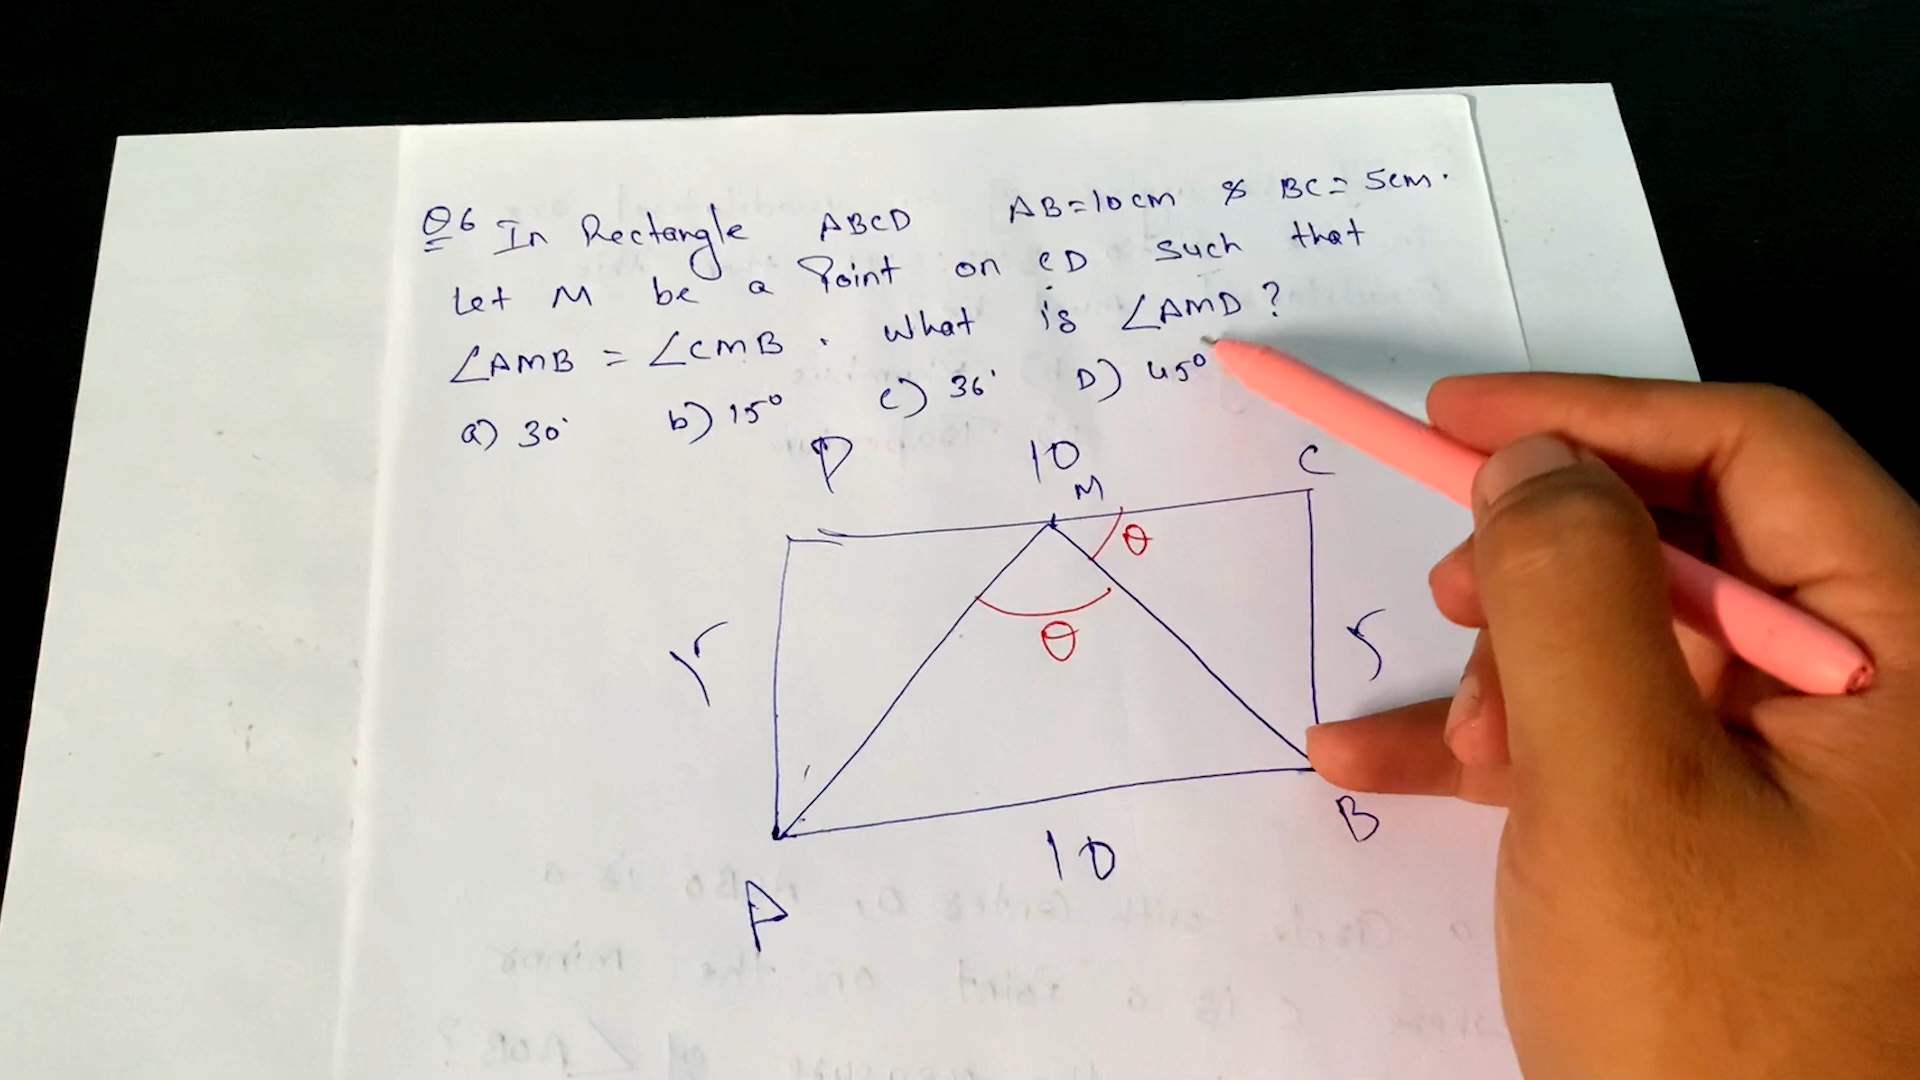 Q6 In Rectangle ABCD AB=10cm & BC= 5cm.
Let M be a Point on CD such that
∠AMB = ∠CMB. What is ∠AMD?
a) 30° b) 15° c) 36° D) 45°
D 10 C
M
θ
5 θ 5
10 B
A